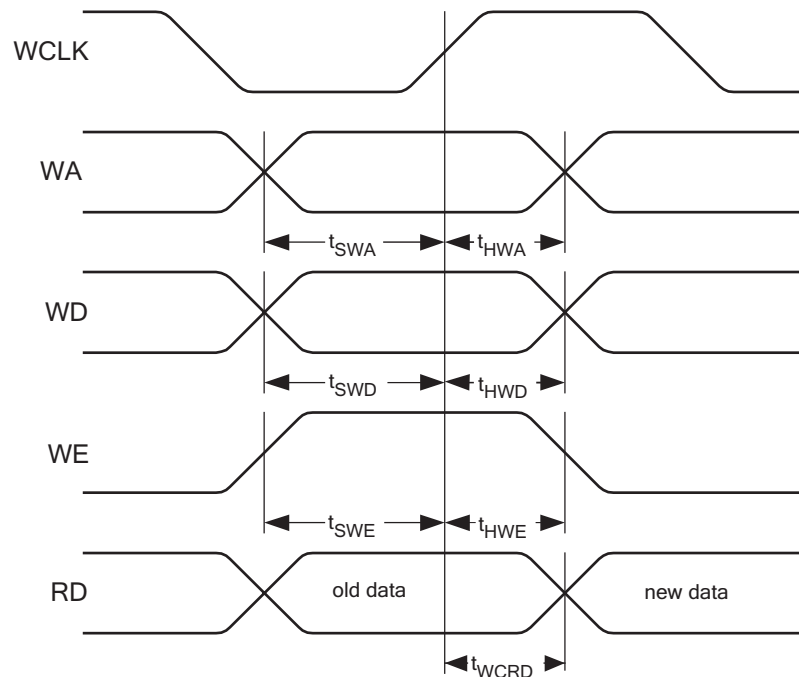 WCLK
WA
tSWA tHWA
WD
tSWD tHWD
WE
tSWE tHWE
RD old data new data
tWCRD